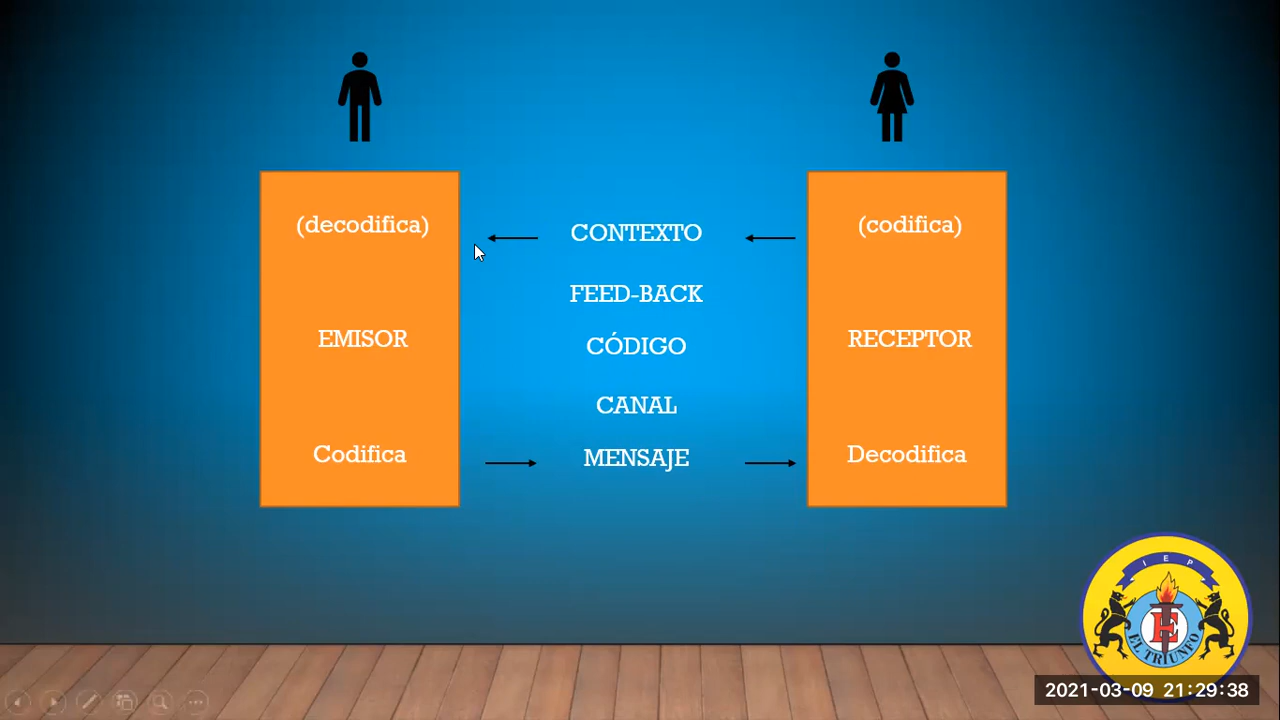 (decodifica)
EMISOR
Codifica
CONTEXTO
FEED-BACK
CÓDIGO
CANAL
MENSAJE
(codifica)
RECEPTOR
Decodifica
I E P
E
EL TRIUNFO
2021-03-09 21:29:38